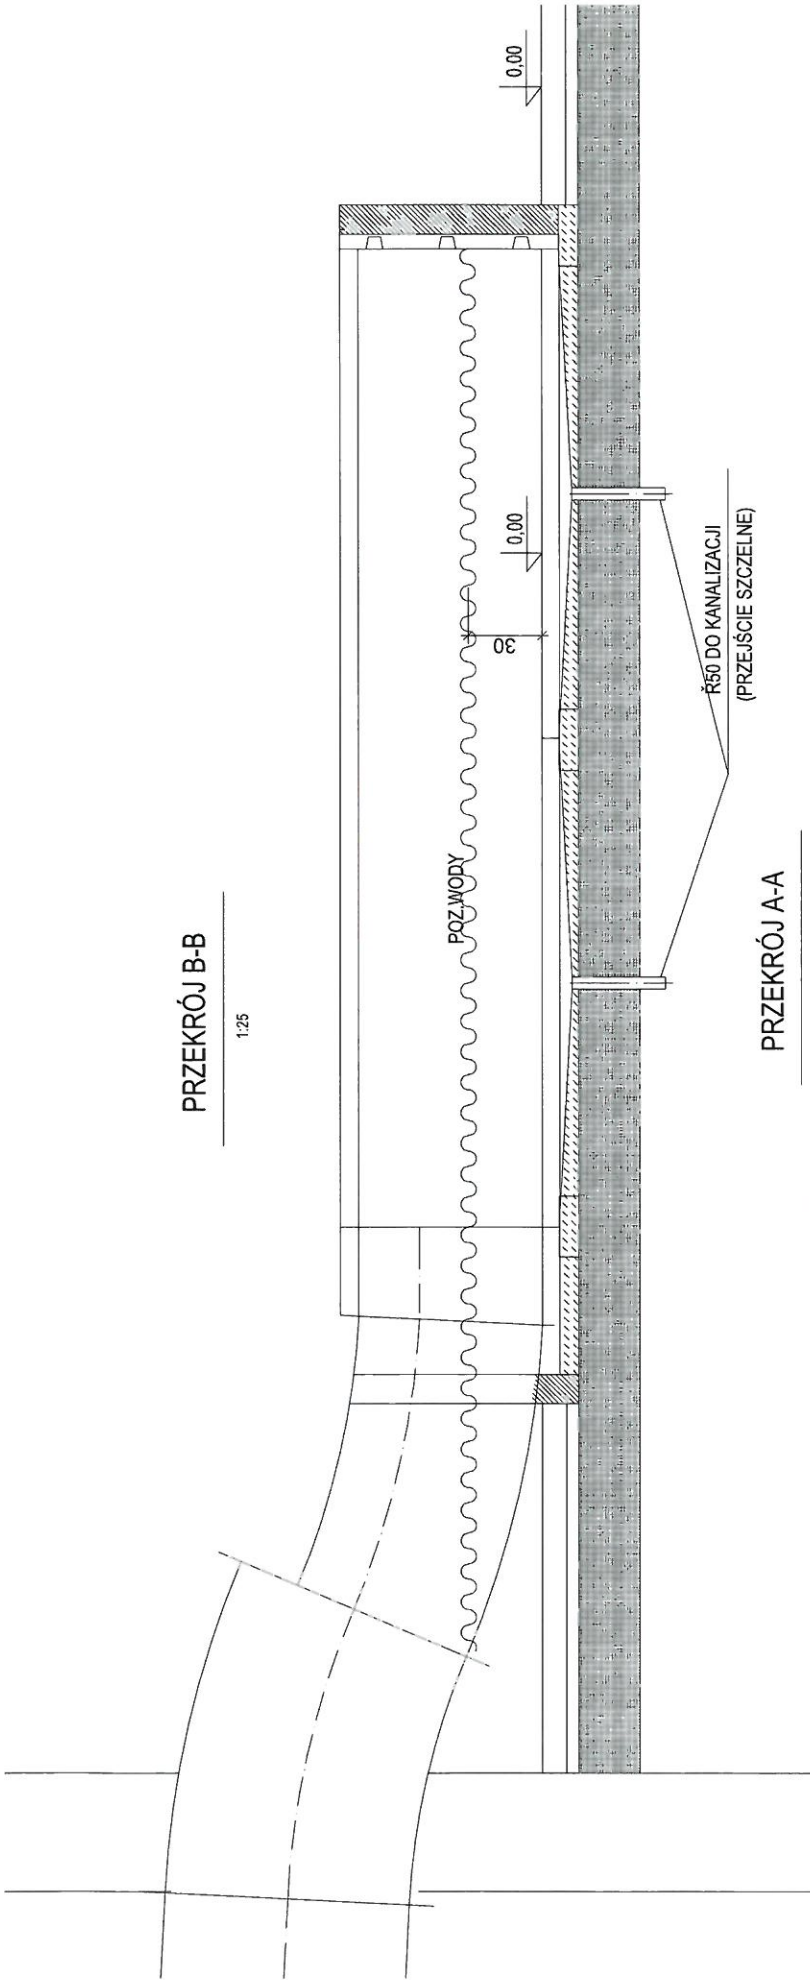 PRZEKRÓJ B-B
1:25
0,00
0,00
30
POZ.WODY
Ř50 DO KANALIZACJI
(PRZEJŚCIE SZCZELNE)
PRZEKRÓJ A-A